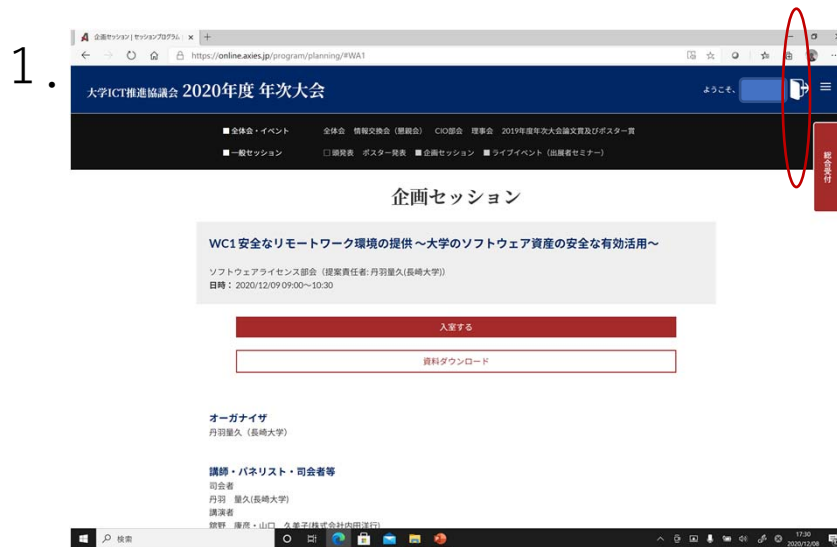 1.
企画セッション | セッションプログラム
https://online.axies.jp/program/planning/#WA1
大学ICT推進協議会 2020年度 年次大会
ようこそ、
■全体会・イベント 全体会 情報交換会(懇親会) CIO部会 理事会 2019年度年次大会論文賞及びポスター賞
■一般セッション □頭発表 ポスター発表 ■企画セッション ■ライブイベント(出展者セミナー)
総合受付
企画セッション
WC1 安全なリモートワーク環境の提供 ~大学のソフトウェア資産の安全な有効活用~
ソフトウェアライセンス部会(提案責任者: 丹羽量久(長崎大学))
日時: 2020/12/09 09:00~10:30
入室する
資料ダウンロード
オーガナイザ
丹羽量久(長崎大学)
講師・パネリスト・司会者等
司会者
丹羽 量久(長崎大学)
講演者
康彦・山口 久美子(株式会社内田洋行)
検索
17:30
2020/12/08